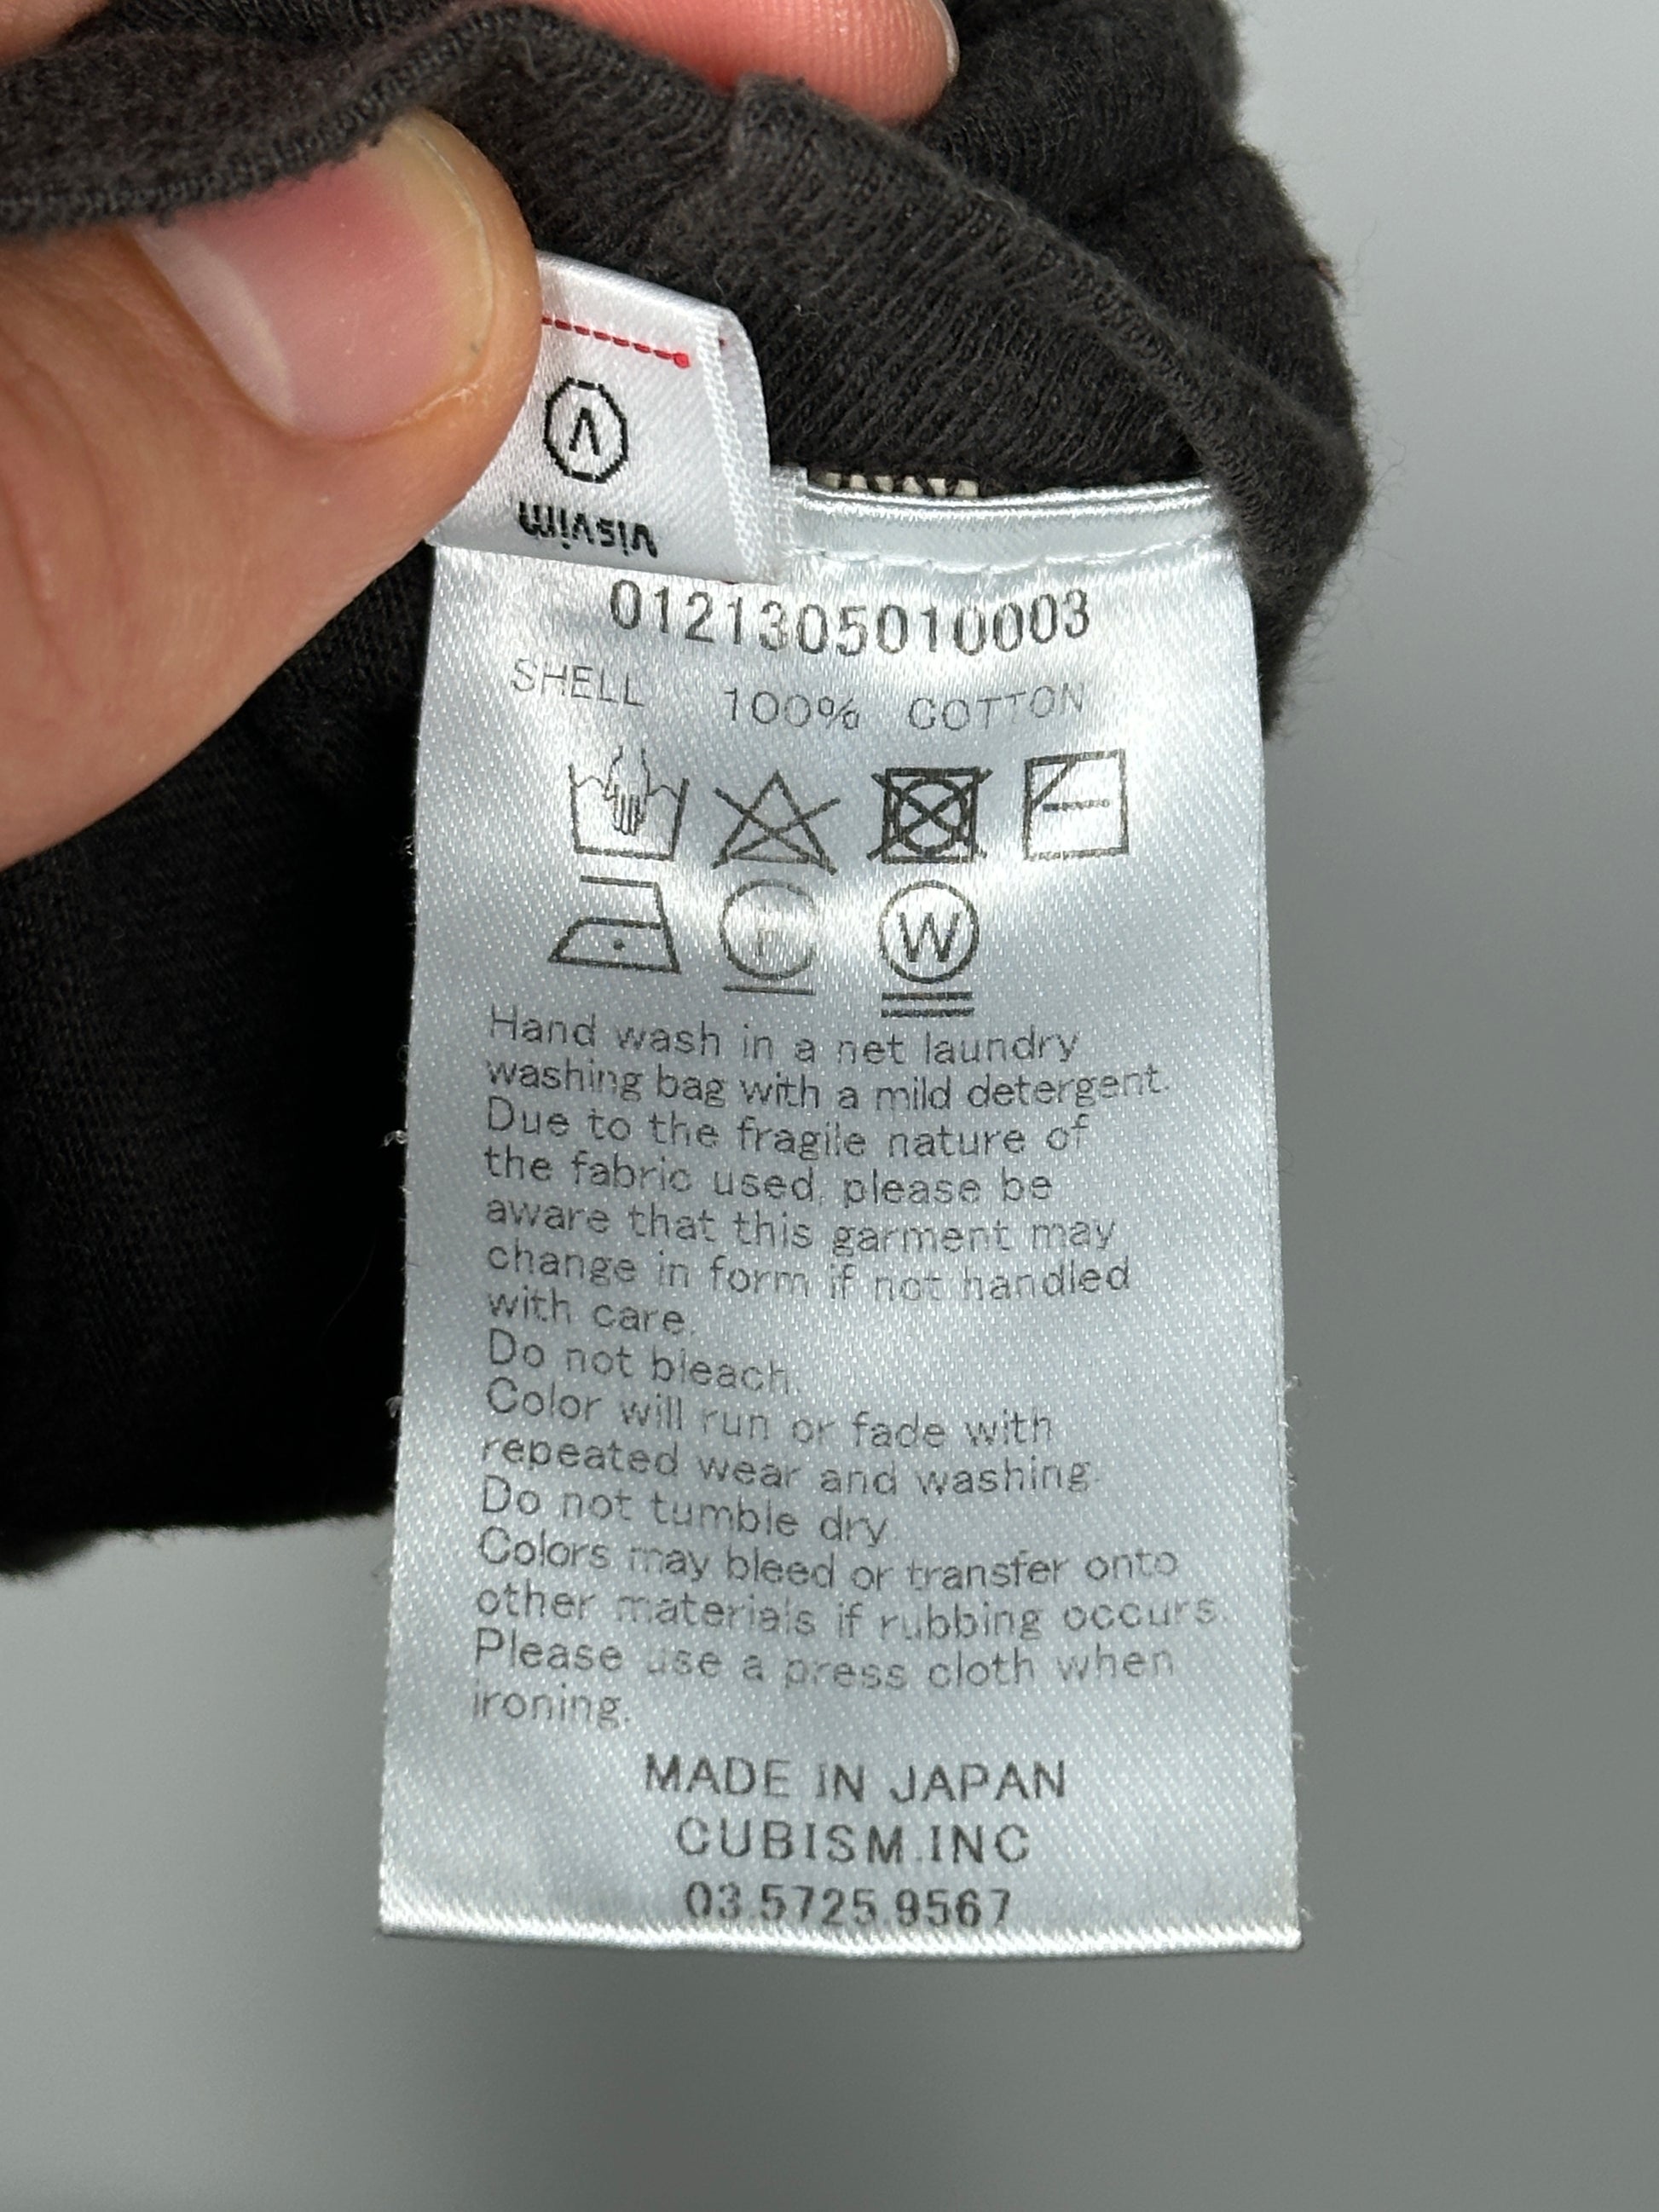 visvim
0121305010003
SHELL 100% COTTON
W
Hand wash in a net laundry
washing bag with a mild detergent.
Due to the fragile nature of
the fabric used, please be
aware that this garment may
change in form if not handled
with care.
Do not bleach.
Color will run or fade with
repeated wear and washing.
Do not tumble dry.
Colors may bleed or transfer onto
other materials if rubbing occurs.
Please use a press cloth when
ironing.
MADE IN JAPAN
CUBISM.INC
03.5725.9567